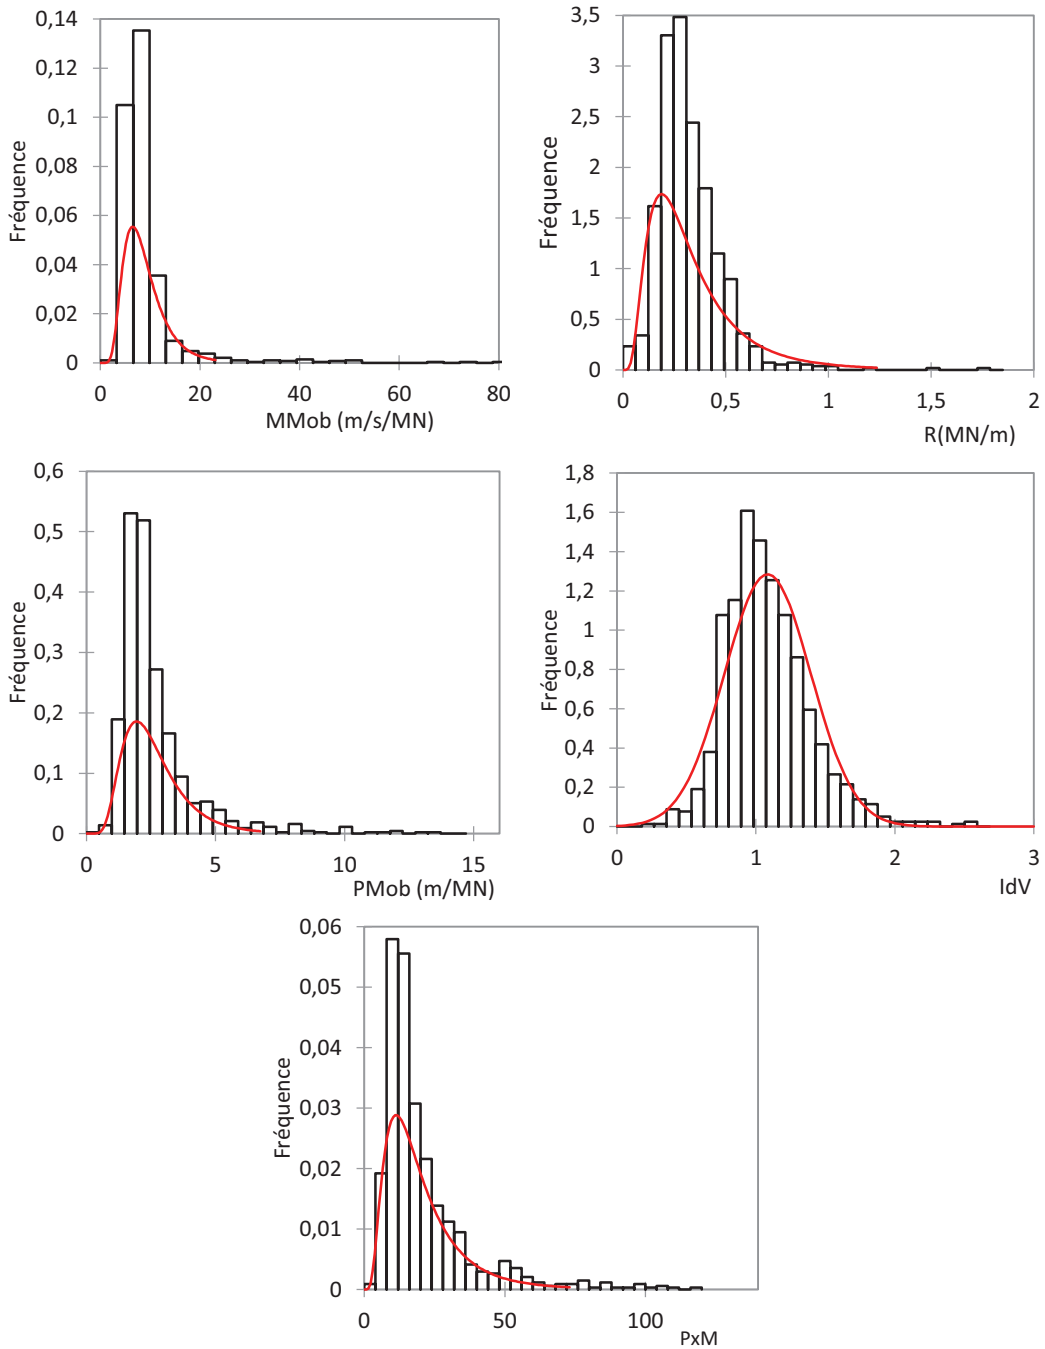 0,14
0,12
0,1
0,08
0,06
0,04
0,02
0
Fréquence
0 20 40 60 80
MMob (m/s/MN)
3,5
3
2,5
2
1,5
1
0,5
0
Fréquence
0 0,5 1 1,5 2
R(MN/m)
0,6
0,5
0,4
0,3
0,2
0,1
0
Fréquence
0 5 10 15
PMob (m/MN)
1,8
1,6
1,4
1,2
1
0,8
0,6
0,4
0,2
0
Fréquence
0 1 2 3
IdV
0,06
0,05
0,04
0,03
0,02
0,01
0
Fréquence
0 50 100
PxM